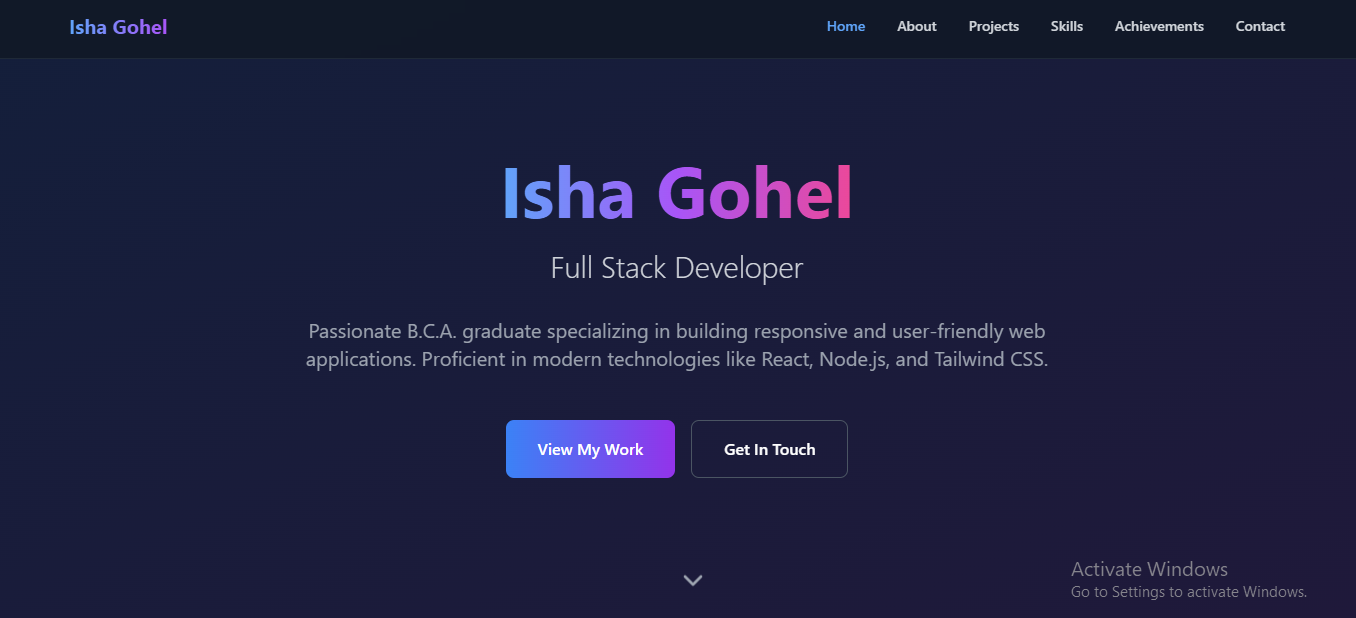 Isha Gohel
Home About Projects Skills Achievements Contact
Isha Gohel
Full Stack Developer
Passionate B.C.A. graduate specializing in building responsive and user-friendly web
applications. Proficient in modern technologies like React, Node.js, and Tailwind CSS.
View My Work
Get In Touch
Activate Windows
Go to Settings to activate Windows.